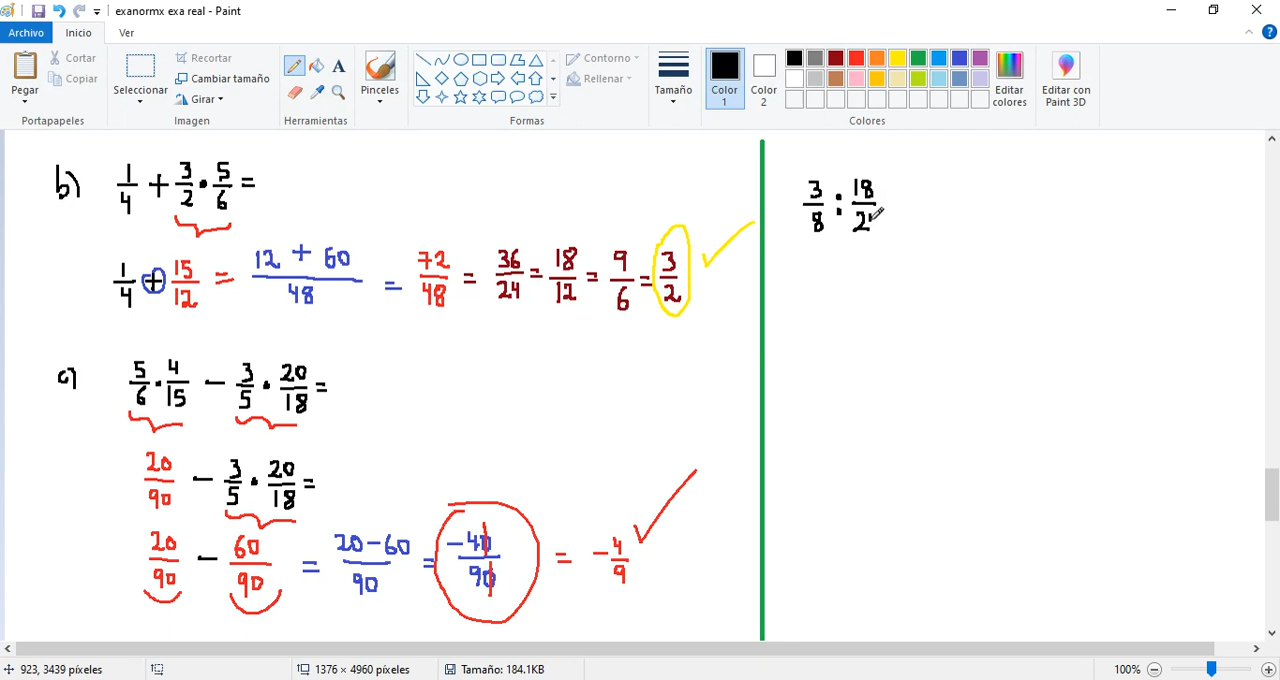 exanormx exa real - Paint
Archivo Inicio Ver
Pegar
Cortar
Copiar
Portapapeles
Seleccionar
Recortar
Cambiar tamaño
Girar
Imagen
A
Herramientas
Pinceles
Contorno
Rellenar
Formas
Tamaño
Color 1
Color 2
Editar colores
Colores
Editar con Paint 3D
b) 1/4 + 3/2 · 5/6 =
1/4 + 15/12 = 12 + 60/48 = 72/48 = 36/24 = 18/12 = 9/6 = 3/2
c) 5/6 · 4/15 - 3/5 · 20/18 =
20/90 - 3/5 · 20/18 =
20/90 - 60/90 = 20-60/90 = -40/90 = -4/9
3/8 : 18/2
923, 3439 píxeles
1376 × 4960 píxeles
Tamaño: 184.1KB
100%